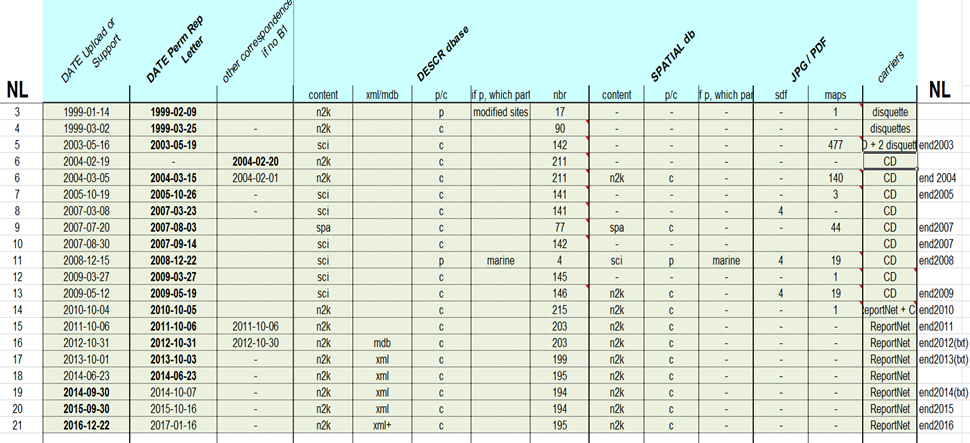 DATE Upload or Support DATE Perm Rep Letter other correspondence if no B1 DESCR dbase SPATIAL db JPG / PDF carriers
NL NL
content xml/mdb p/c if p, which part nbr content p/c f p, which par sdf maps
3 1999-01-14 1999-02-09 n2k p modified sites 17 - - - - 1 disquette
4 1999-03-02 1999-03-25 - n2k c 90 - - - - - disquettes
5 2003-05-16 2003-05-19 sci c 142 - - - - 477 D + 2 disquett end2003
6 2004-02-19 - 2004-02-20 n2k c 211 - - - - - CD
6 2004-03-05 2004-03-15 2004-02-01 n2k c 211 n2k c - - 140 CD end 2004
7 2005-10-19 2005-10-26 sci c 141 - - - - 3 CD end2005
8 2007-03-08 2007-03-23 - sci c 141 - - - 4 - CD
9 2007-07-20 2007-08-03 spa c 77 spa c - - 44 CD end2007
10 2007-08-30 2007-09-14 sci c 142 - - - CD end2007
11 2008-12-15 2008-12-22 sci p marine 4 sci p marine 4 19 CD end2008
12 2009-03-27 2009-03-27 sci c 145 - - - - 1 CD
13 2009-05-12 2009-05-19 sci c 146 n2k c - 4 19 CD end2009
14 2010-10-04 2010-10-05 n2k c 215 n2k c - - 1 eportNet + C end2010
15 2011-10-06 2011-10-06 2011-10-06 n2k c 203 n2k c - - - ReportNet end2011
16 2012-10-31 2012-10-31 2012-10-30 n2k mdb c 203 n2k c - - - ReportNet end2012(txt)
17 2013-10-01 2013-10-03 - n2k xml c 199 n2k c - - - ReportNet end2013(txt)
18 2014-06-23 2014-06-23 - n2k xml c 195 n2k c - - - ReportNet
19 2014-09-30 2014-10-07 - n2k xml c 194 n2k c - - - ReportNet end2014(txt)
20 2015-09-30 2015-10-16 - n2k xml c 194 n2k c - - - ReportNet end2015
21 2016-12-22 2017-01-16 - n2k xml+ c 195 n2k c - - - ReportNet end2016